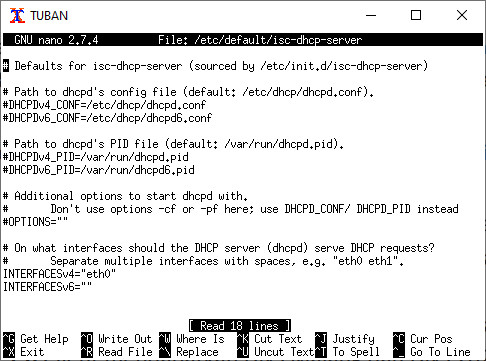 TUBAN
GNU nano 2.7.4 File: /etc/default/isc-dhcp-server
# Defaults for isc-dhcp-server (sourced by /etc/init.d/isc-dhcp-server)
# Path to dhcpd's config file (default: /etc/dhcp/dhcpd.conf).
#DHCPDv4_CONF=/etc/dhcp/dhcpd.conf
#DHCPDv6_CONF=/etc/dhcp/dhcpd6.conf
# Path to dhcpd's PID file (default: /var/run/dhcpd.pid).
#DHCPDv4_PID=/var/run/dhcpd.pid
#DHCPDv6_PID=/var/run/dhcpd6.pid
# Additional options to start dhcpd with.
# Don't use options -cf or -pf here; use DHCPD_CONF/ DHCPD_PID instead
#OPTIONS=""
# On what interfaces should the DHCP server (dhcpd) serve DHCP requests?
# Separate multiple interfaces with spaces, e.g. "eth0 eth1".
INTERFACESv4="eth0"
INTERFACESv6=""
[ Read 18 lines ]
^G Get Help ^O Write Out ^W Where Is ^K Cut Text ^J Justify ^C Cur Pos
^X Exit ^R Read File ^\ Replace ^U Uncut Text^T To Spell ^_ Go To Line